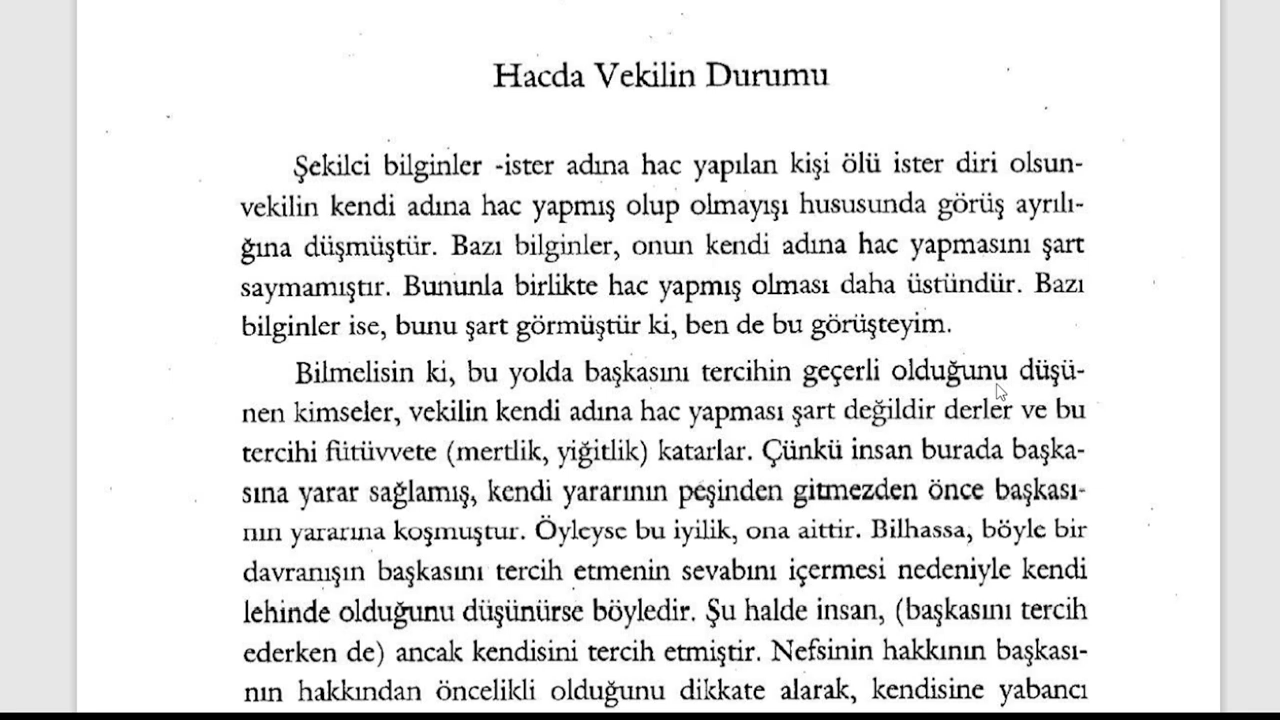 Hacda Vekilin Durumu
Şekilci bilginler -ister adına hac yapılan kişi ölü ister diri olsun-
vekilin kendi adına hac yapmış olup olmayışı hususunda görüş ayrılı-
ğına düşmüştür. Bazı bilginler, onun kendi adına hac yapmasını şart
saymamıştır. Bununla birlikte hac yapmış olması daha üstündür. Bazı
bilginler ise, bunu şart görmüştür ki, ben de bu görüşteyim.
Bilmelisin ki, bu yolda başkasını tercihin geçerli olduğunu düşü-
nen kimseler, vekilin kendi adına hac yapması şart değildir derler ve bu
tercihi fütüvvete (mertlik, yiğitlik) katarlar. Çünkü insan burada başka-
sına yarar sağlamış, kendi yararının peşinden gitmezden önce başkası-
nın yararına koşmuştur. Öyleyse bu iyilik, ona aittir. Bilhassa, böyle bir
davranışın başkasını tercih etmenin sevabını içermesi nedeniyle kendi
lehinde olduğunu düşünürse böyledir. Şu halde insan, (başkasını tercih
ederken de) ancak kendisini tercih etmiştir. Nefsinin hakkının başkası-
nın hakkından öncelikli olduğunu dikkate alarak, kendisine yabancı